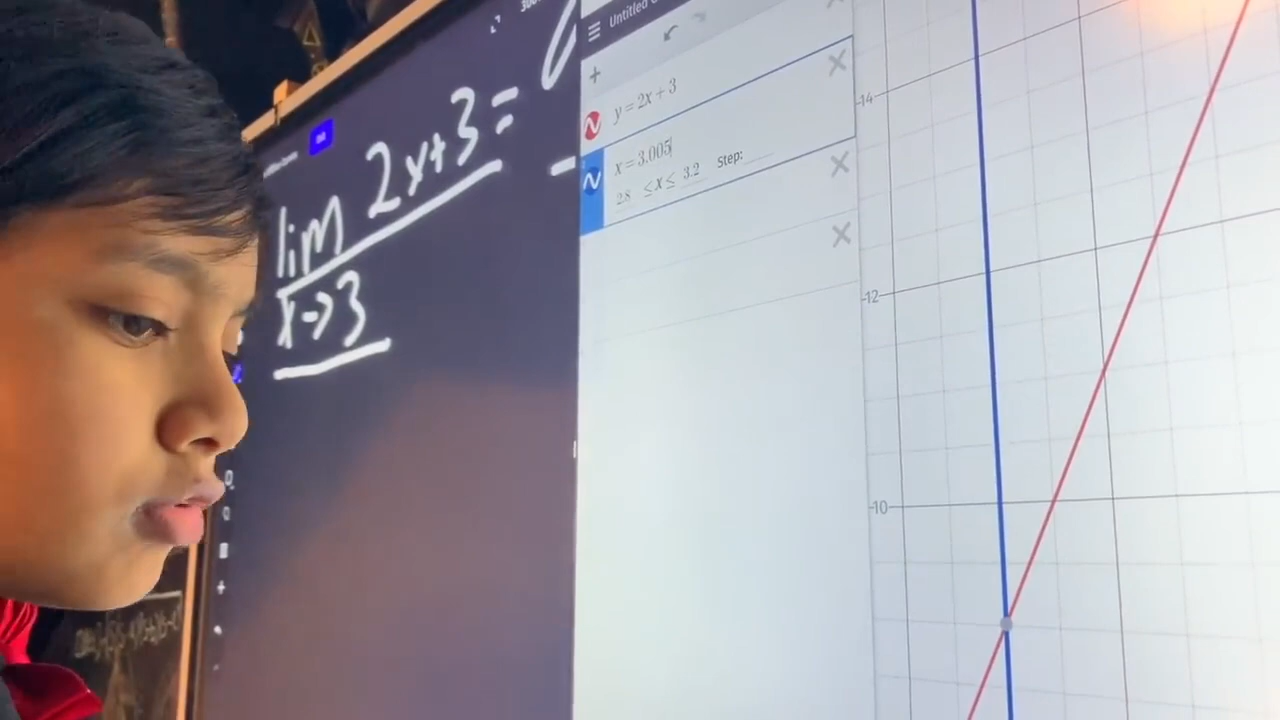 lim 2x+3 =
x→3
Untitled
y = 2x + 3
x = 3.005
2.8 ≤ x ≤ 3.2 Step:
14
12
10